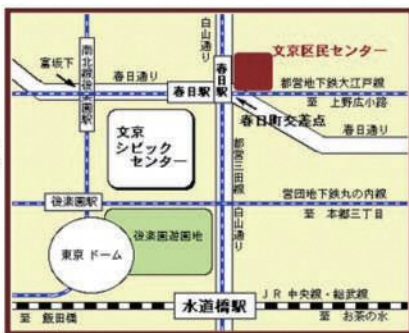 白山通り
文京区民センター
富坂下
南北線後楽園駅
春日通り
春日駅
春日駅
都営地下鉄大江戸線
至 上野広小路
春日町交差点
春日通り
文京
シビック
センター
都営三田線
後楽園駅
営団地下鉄丸の内線
白山通り
至 本郷三丁目
後楽園遊園地
東京 ドーム
水道橋駅
JR 中央線・総武線
至 飯田橋
至 お茶の水